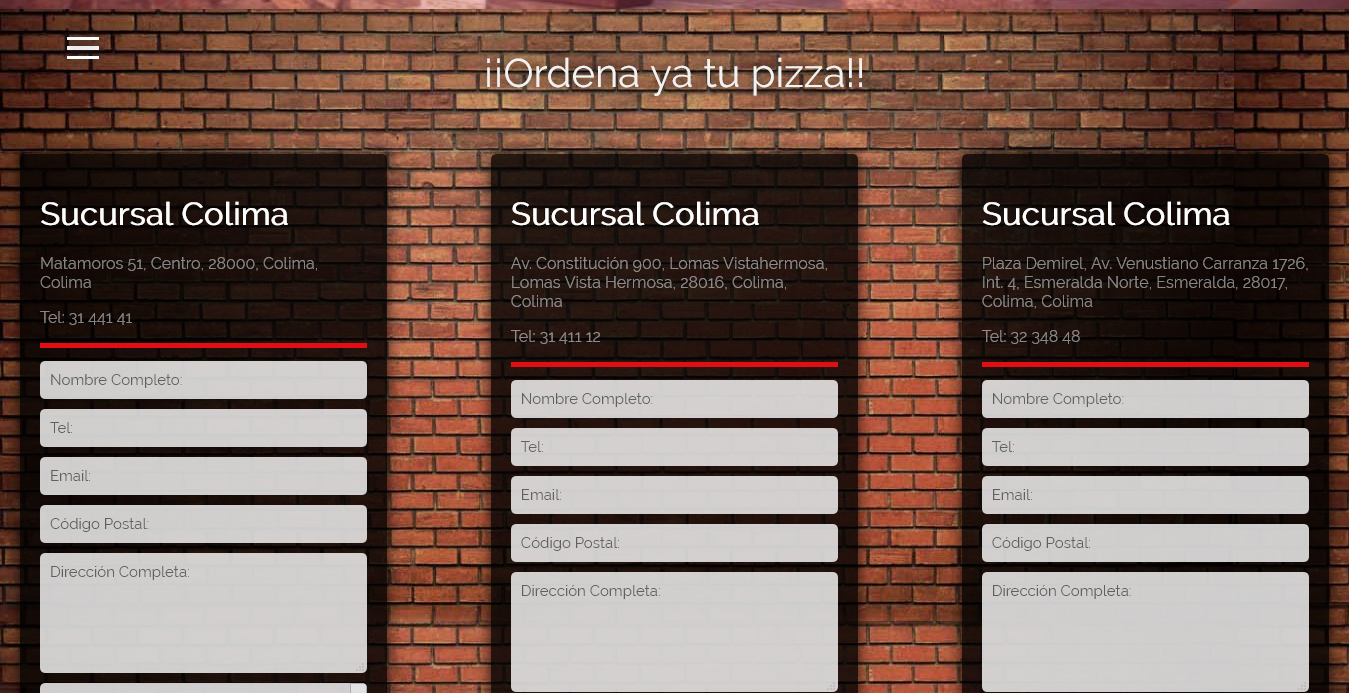 ¡¡Ordena ya tu pizza!!
Sucursal Colima
Matamoros 51, Centro, 28000, Colima,
Colima
Tel: 31 441 41
Nombre Completo:
Tel:
Email:
Código Postal:
Dirección Completa:
Sucursal Colima
Av. Constitución 900, Lomas Vistahermosa,
Lomas Vista Hermosa, 28016, Colima,
Colima
Tel: 31 411 12
Nombre Completo:
Tel:
Email:
Código Postal:
Dirección Completa:
Sucursal Colima
Plaza Demirel, Av. Venustiano Carranza 1726,
Int. 4, Esmeralda Norte, Esmeralda, 28017,
Colima, Colima
Tel: 32 348 48
Nombre Completo:
Tel:
Email:
Código Postal:
Dirección Completa: